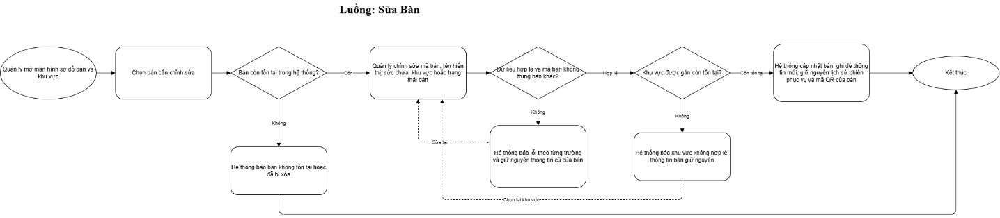 Luồng: Sửa Bàn
Quản lý mở màn hình sơ đồ bàn và
khu vực
Chọn bàn cần chỉnh sửa
Bàn còn tồn tại trong hệ thống?
Còn
Không
Hệ thống báo bàn không tồn tại hoặc
đã bị xóa
Quản lý chỉnh sửa mã bàn, tên hiển
thị, sức chứa, khu vực hoặc trạng
thái bàn
Dữ liệu hợp lệ và mã bàn không
trùng bàn khác?
Hợp lệ
Không
Hệ thống báo lỗi theo từng trường
và giữ nguyên thông tin cũ của bàn
Sửa lại
Khu vực được gán còn tồn tại?
Còn tồn tại
Không
Hệ thống báo khu vực không hợp lệ,
thông tin bàn giữ nguyên
Chọn lại khu vực
Hệ thống cập nhật bàn: ghi đè thông
tin mới, giữ nguyên lịch sử phiên
phục vụ và mã QR của bàn
Kết thúc